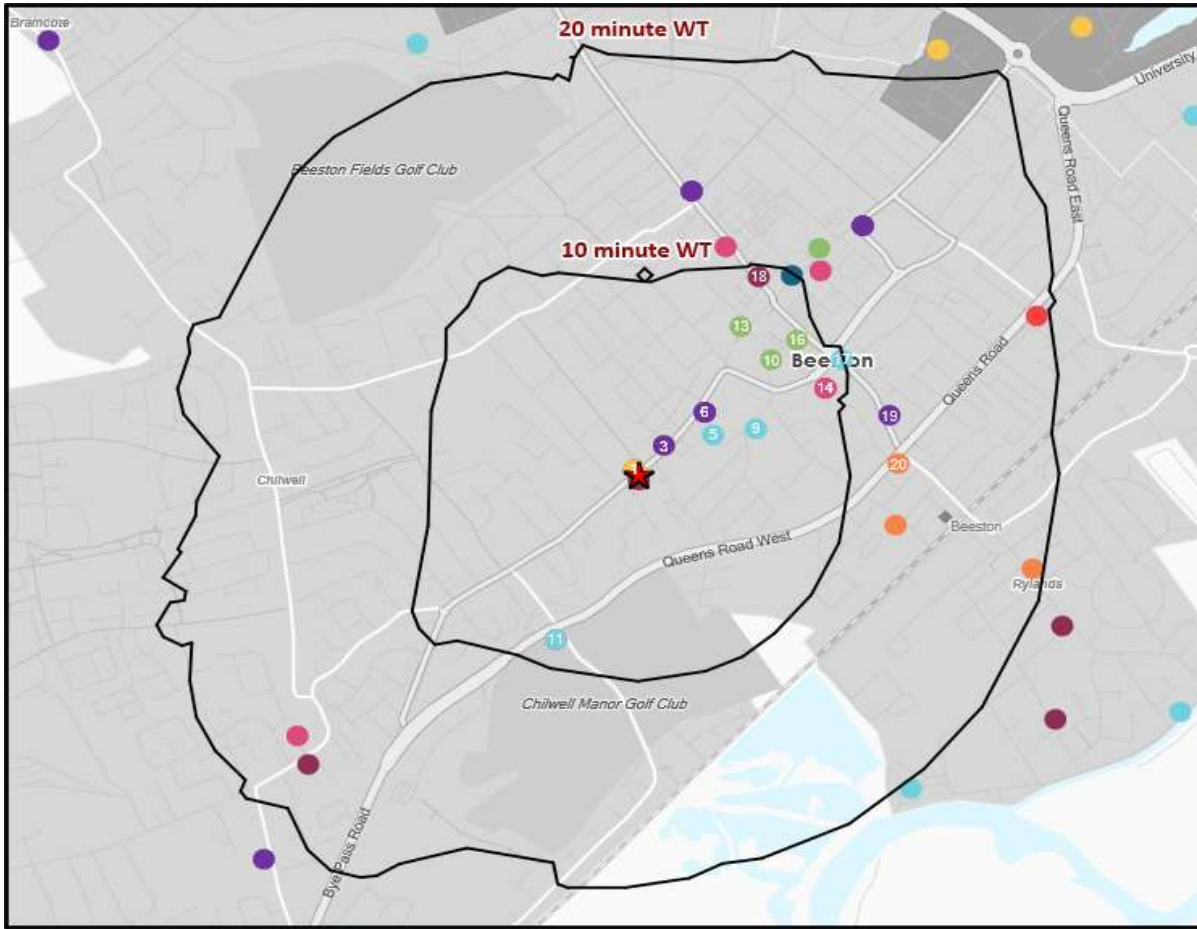 Bramcote
20 minute WT
University
Queens Road East
Beeston Fields Golf Club
10 minute WT
18
13
16
10
Beeston
14
6
5
9
19
3
20
Queens Road
Chilwell
Queens Road West
Beeston
Rylands
11
Chilwell Manor Golf Club
Bye Pass Road